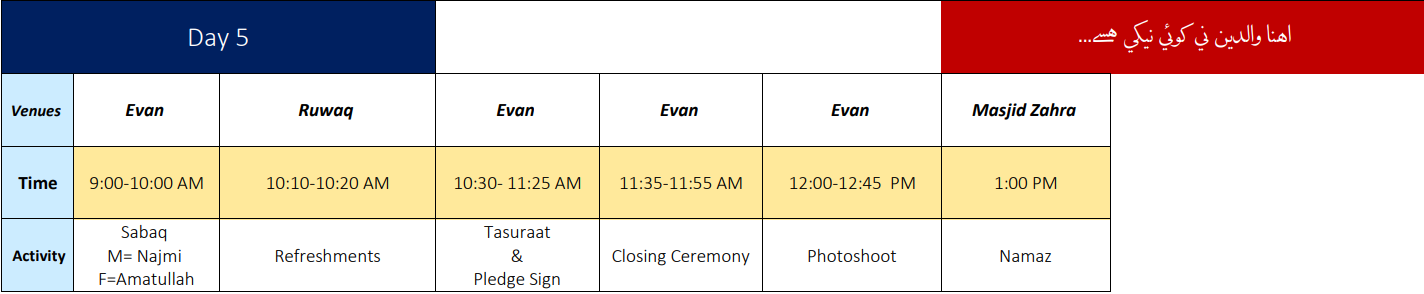 Day 5
اهنا والدين ني كوئي نيكي هسے...
Venues Evan Ruwaq Evan Evan Evan Masjid Zahra
Time 9:00-10:00 AM 10:10-10:20 AM 10:30- 11:25 AM 11:35-11:55 AM 12:00-12:45  PM 1:00 PM
Activity
Sabaq
M= Najmi
F=Amatullah
Refreshments
Tasuraat
&
Pledge Sign
Closing Ceremony
Photoshoot
Namaz